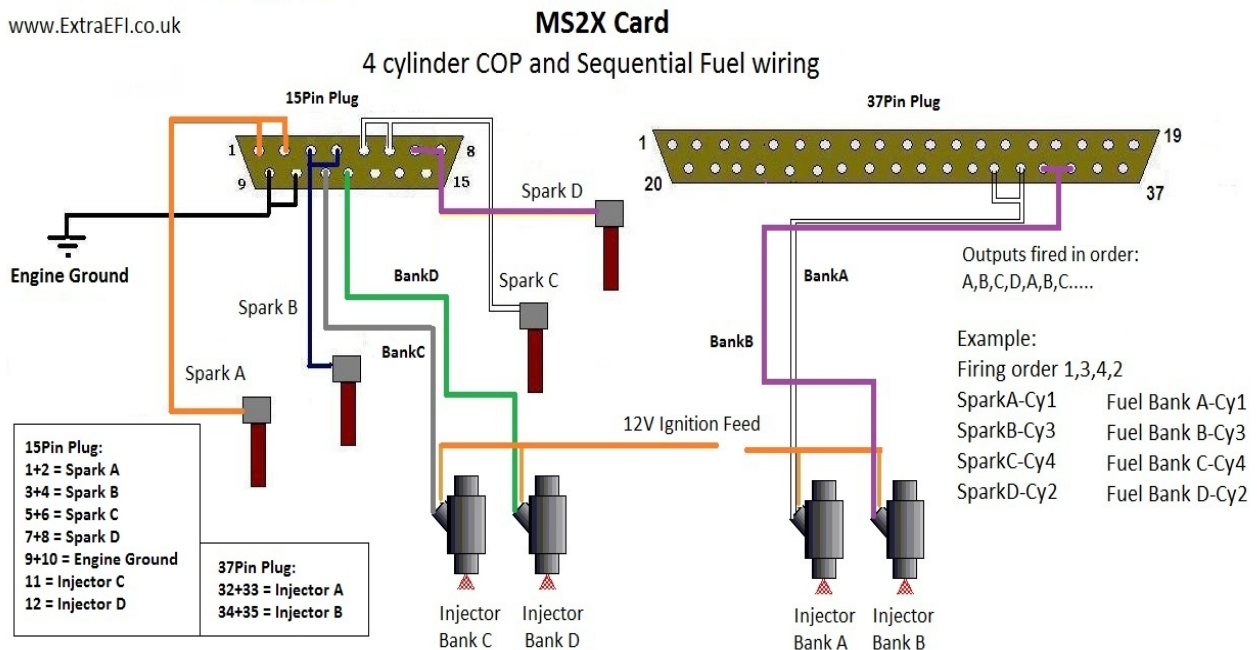 www.ExtraEFI.co.uk
MS2X Card
4 cylinder COP and Sequential Fuel wiring
15Pin Plug
37Pin Plug
1
8
9
15
1
19
20
37
Spark D
Engine Ground
BankD
Spark C
BankA
Outputs fired in order:
A,B,C,D,A,B,C.....
Spark B
BankC
BankB
Spark A
Example:
Firing order 1,3,4,2
SparkA-Cy1 Fuel Bank A-Cy1
SparkB-Cy3 Fuel Bank B-Cy3
SparkC-Cy4 Fuel Bank C-Cy4
SparkD-Cy2 Fuel Bank D-Cy2
12V Ignition Feed
15Pin Plug:
1+2 = Spark A
3+4 = Spark B
5+6 = Spark C
7+8 = Spark D
9+10 = Engine Ground
11 = Injector C
12 = Injector D
37Pin Plug:
32+33 = Injector A
34+35 = Injector B
Injector
Bank C
Injector
Bank D
Injector
Bank A
Injector
Bank B